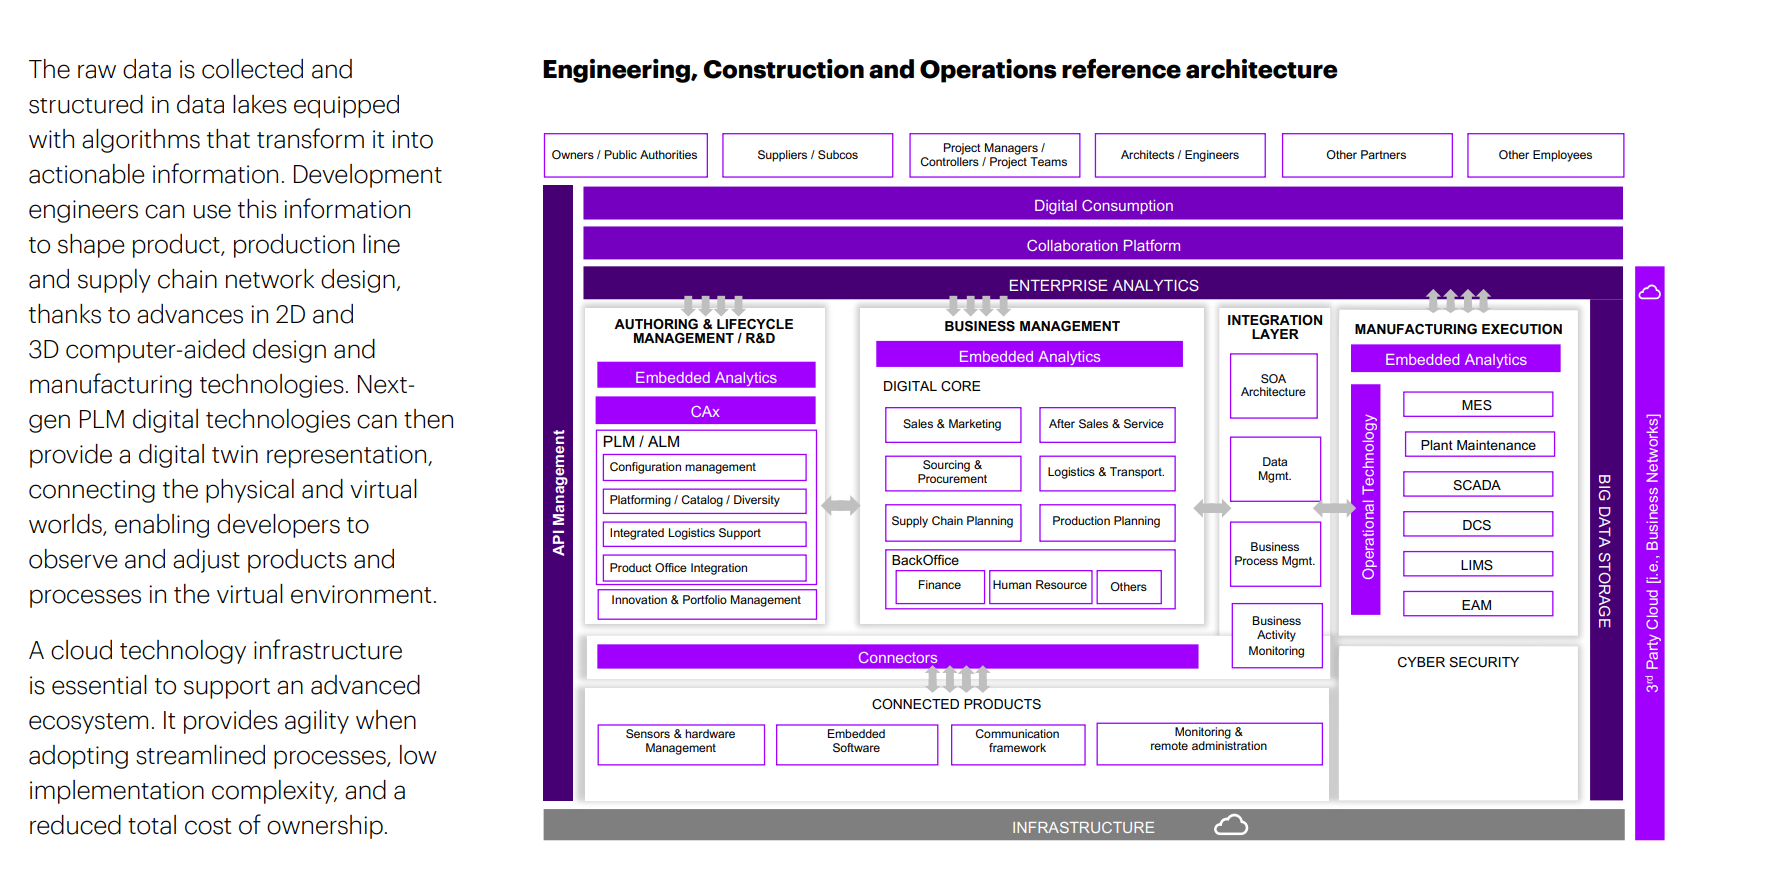 The raw data is collected and
structured in data lakes equipped
with algorithms that transform it into
actionable information. Development
engineers can use this information
to shape product, production line
and supply chain network design,
thanks to advances in 2D and
3D computer-aided design and
manufacturing technologies. Next-
gen PLM digital technologies can then
provide a digital twin representation,
connecting the physical and virtual
worlds, enabling developers to
observe and adjust products and
processes in the virtual environment.
A cloud technology infrastructure
is essential to support an advanced
ecosystem. It provides agility when
adopting streamlined processes, low
implementation complexity, and a
reduced total cost of ownership.
Engineering, Construction and Operations reference architecture
Owners / Public Authorities
Suppliers / Subcos
Project Managers /
Controllers / Project Teams
Architects / Engineers
Other Partners
Other Employees
API Management
Digital Consumption
Collaboration Platform
ENTERPRISE ANALYTICS
AUTHORING & LIFECYCLE
MANAGEMENT / R&D
Embedded Analytics
CAx
PLM / ALM
Configuration management
Platforming / Catalog / Diversity
Integrated Logistics Support
Product Office Integration
Innovation & Portfolio Management
BUSINESS MANAGEMENT
Embedded Analytics
DIGITAL CORE
Sales & Marketing
After Sales & Service
Sourcing &
Procurement
Logistics & Transport.
Supply Chain Planning
Production Planning
BackOffice
Finance
Human Resource
Others
INTEGRATION
LAYER
SOA
Architecture
Data
Mgmt.
Business
Process Mgmt.
Business
Activity
Monitoring
MANUFACTURING EXECUTION
Embedded Analytics
Operational Technology
MES
Plant Maintenance
SCADA
DCS
LIMS
EAM
Connectors
CONNECTED PRODUCTS
Sensors & hardware
Management
Embedded
Software
Communication
framework
Monitoring &
remote administration
CYBER SECURITY
BIG DATA STORAGE
3rd Party Cloud [i.e., Business Networks]
INFRASTRUCTURE